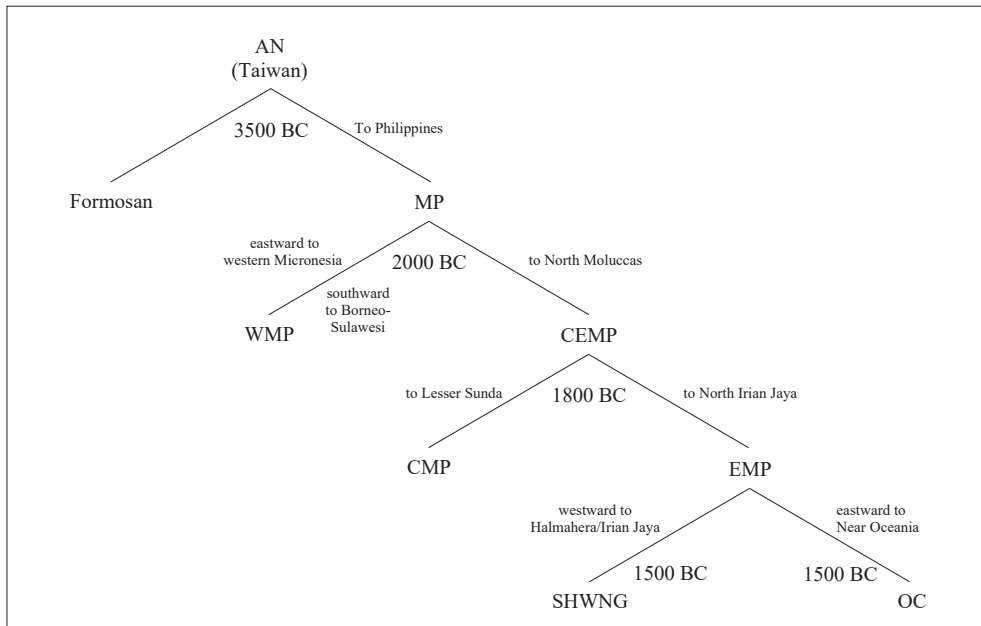 AN
(Taiwan)
3500 BC
To Philippines
Formosan
MP
eastward to
western Micronesia
2000 BC
to North Moluccas
southward
to Borneo-
Sulawesi
WMP
CEMP
to Lesser Sunda
1800 BC
to North Irian Jaya
CMP
EMP
westward to
Halmahera/Irian Jaya
eastward to
Near Oceania
1500 BC
1500 BC
SHWNG
OC